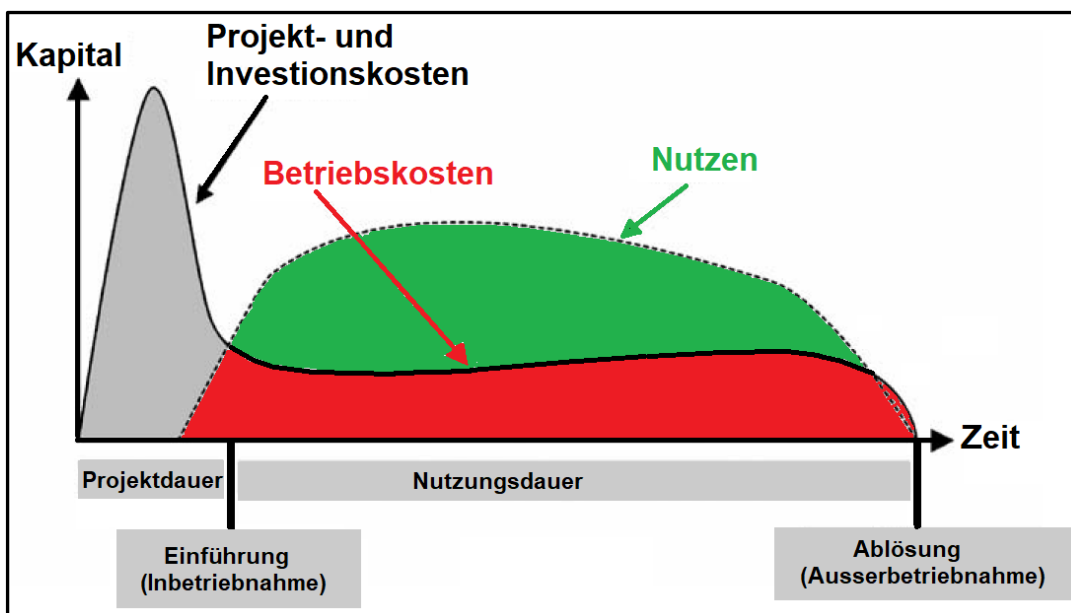 Projekt- und
Investionskosten
Kapital
Betriebskosten
Nutzen
Zeit
Projektdauer
Nutzungsdauer
Einführung
(Inbetriebnahme)
Ablösung
(Ausserbetriebnahme)